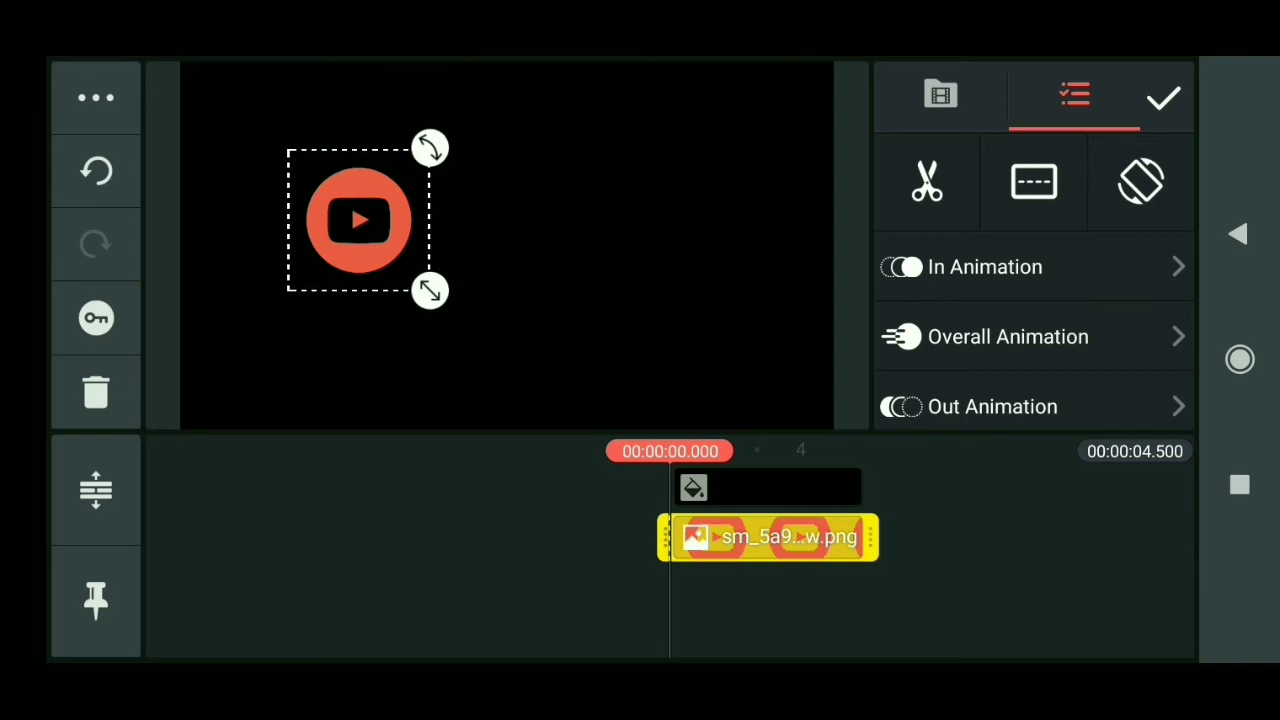 In Animation
Overall Animation
Out Animation
00:00:00.000
4
00:00:04.500
sm_5a9...w.png